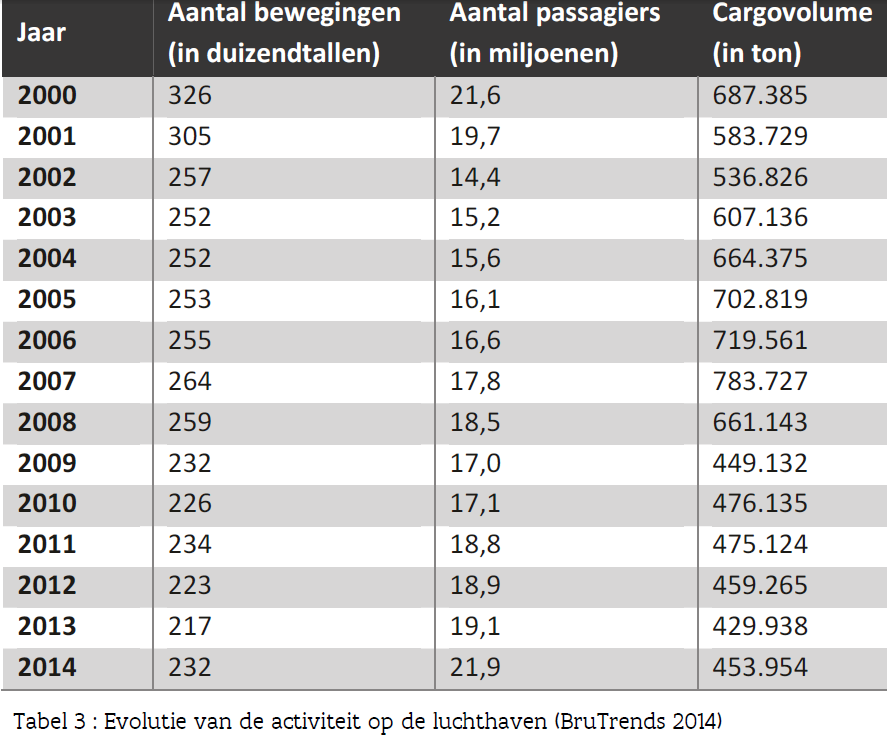 Jaar Aantal bewegingen (in duizendtallen) Aantal passagiers (in miljoenen) Cargovolume (in ton)
2000 326 21,6 687.385
2001 305 19,7 583.729
2002 257 14,4 536.826
2003 252 15,2 607.136
2004 252 15,6 664.375
2005 253 16,1 702.819
2006 255 16,6 719.561
2007 264 17,8 783.727
2008 259 18,5 661.143
2009 232 17,0 449.132
2010 226 17,1 476.135
2011 234 18,8 475.124
2012 223 18,9 459.265
2013 217 19,1 429.938
2014 232 21,9 453.954
Tabel 3 : Evolutie van de activiteit op de luchthaven (BruTrends 2014)